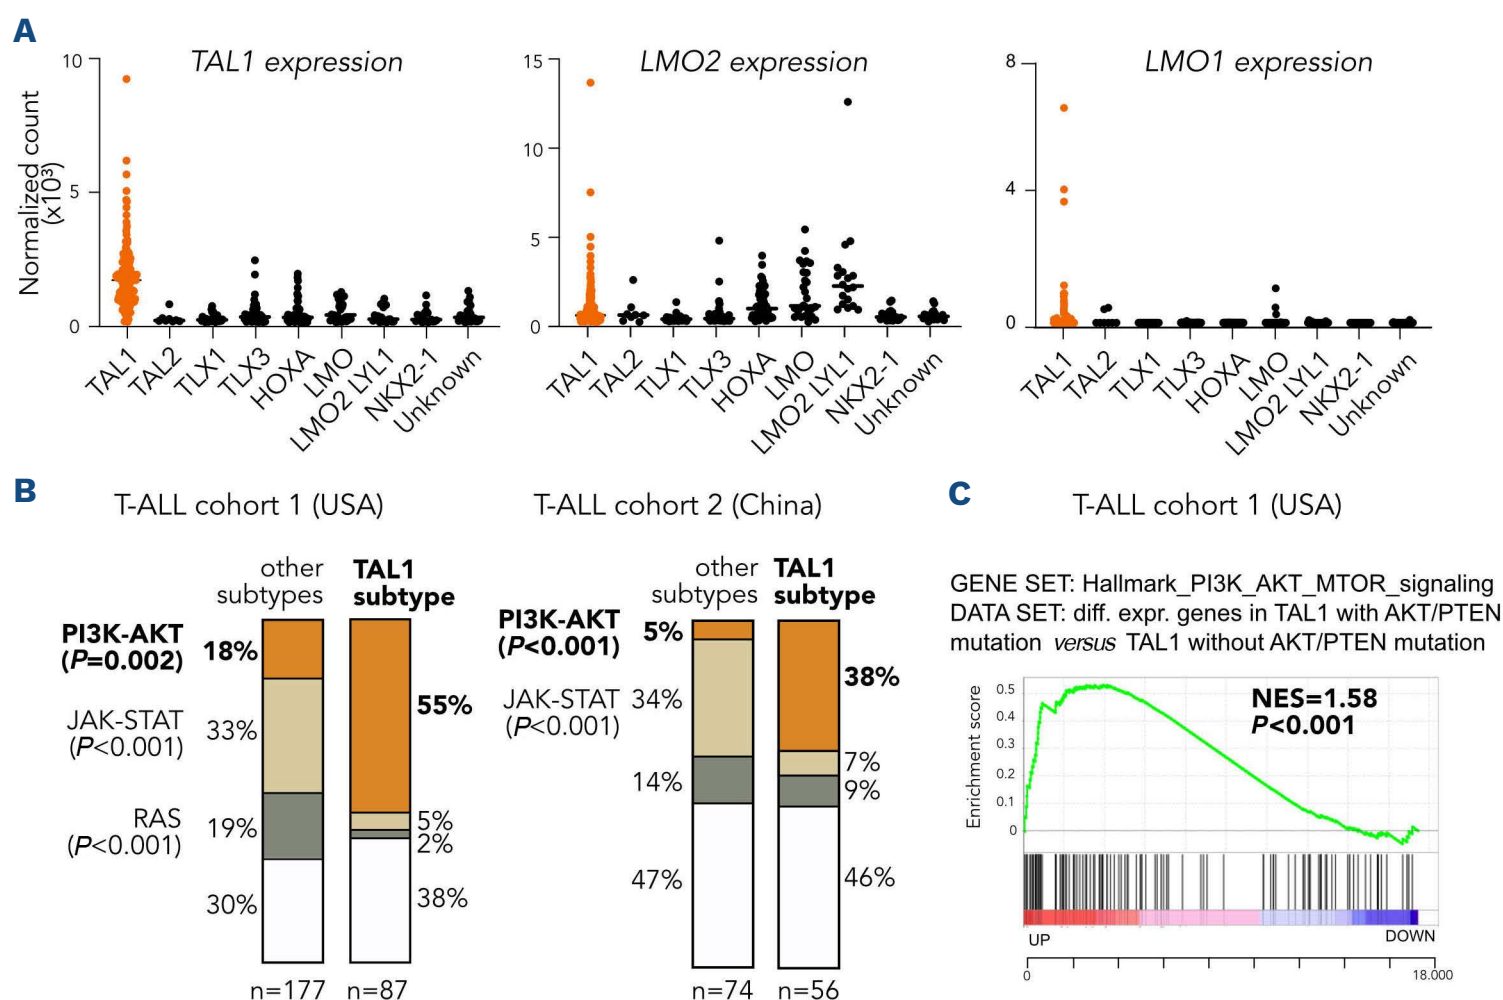 A
TAL1 expression
LMO2 expression
LMO1 expression
Normalized count
(x10³)
10
5
0
15
10
5
0
8
4
0
TAL1
TAL2
TLX1
TLX3
HOXA
LMO
LMO2 LYL1
NKX2-1
Unknown
TAL1
TAL2
TLX1
TLX3
HOXA
LMO
LMO2 LYL1
NKX2-1
Unknown
TAL1
TAL2
TLX1
TLX3
HOXA
LMO
LMO2 LYL1
NKX2-1
Unknown
B
T-ALL cohort 1 (USA)
other
subtypes
TAL1
subtype
PI3K-AKT
(P=0.002)
18%
55%
JAK-STAT
(P<0.001)
33%
5%
RAS
(P<0.001)
19%
2%
30%
38%
n=177
n=87
T-ALL cohort 2 (China)
other
subtypes
TAL1
subtype
PI3K-AKT
(P<0.001)
5%
38%
JAK-STAT
(P<0.001)
34%
7%
14%
9%
47%
46%
n=74
n=56
C
T-ALL cohort 1 (USA)
GENE SET: Hallmark_PI3K_AKT_MTOR_signaling
DATA SET: diff. expr. genes in TAL1 with AKT/PTEN
mutation versus TAL1 without AKT/PTEN mutation
Enrichment score
0.5
0.4
0.3
0.2
0.1
0
NES=1.58
P<0.001
UP
DOWN
0
18.000